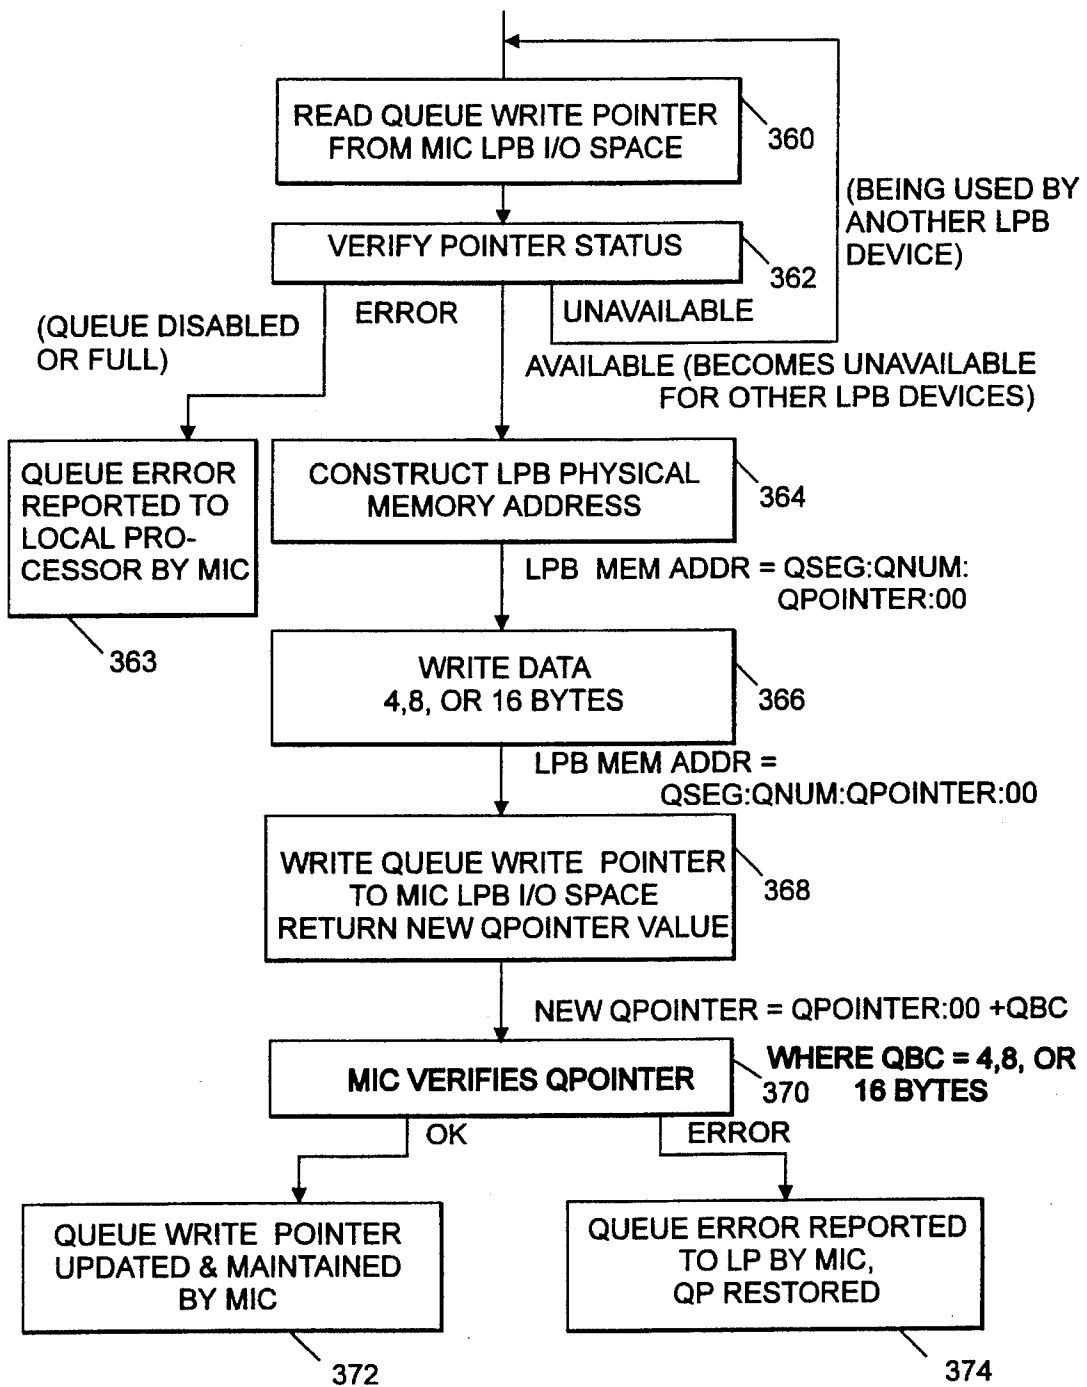 READ QUEUE WRITE POINTER
FROM MIC LPB I/O SPACE
360
(BEING USED BY
ANOTHER LPB
DEVICE)
VERIFY POINTER STATUS
362
ERROR
UNAVAILABLE
(QUEUE DISABLED
OR FULL)
AVAILABLE (BECOMES UNAVAILABLE
FOR OTHER LPB DEVICES)
QUEUE ERROR
REPORTED TO
LOCAL PRO-
CESSOR BY MIC
363
CONSTRUCT LPB PHYSICAL
MEMORY ADDRESS
364
LPB MEM ADDR = QSEG:QNUM:
QPOINTER:00
WRITE DATA
4,8, OR 16 BYTES
366
LPB MEM ADDR =
QSEG:QNUM:QPOINTER:00
WRITE QUEUE WRITE POINTER
TO MIC LPB I/O SPACE
RETURN NEW QPOINTER VALUE
368
NEW QPOINTER = QPOINTER:00 +QBC
WHERE QBC = 4,8, OR
16 BYTES
MIC VERIFIES QPOINTER
370
OK
ERROR
QUEUE WRITE POINTER
UPDATED & MAINTAINED
BY MIC
372
QUEUE ERROR REPORTED
TO LP BY MIC,
QP RESTORED
374